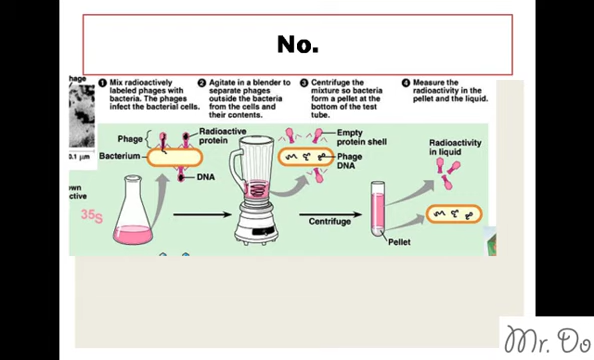 No.
hage
1 Mix radioactively
labeled phages with
bacteria. The phages
infect the bacterial cells.
2 Agitate in a blender to
separate phages
outside the bacteria
from the cells and
their contents.
3 Centrifuge the
mixture so bacteria
form a pellet at the
bottom of the test
tube.
4 Measure the
radioactivity in the
pellet and the liquid.
0.1 µm
Phage
Bacterium
Radioactive
protein
DNA
Empty
protein shell
Phage
DNA
Radioactivity
in liquid
wn
ctive
35S
Centrifuge
Pellet
Mr. Do